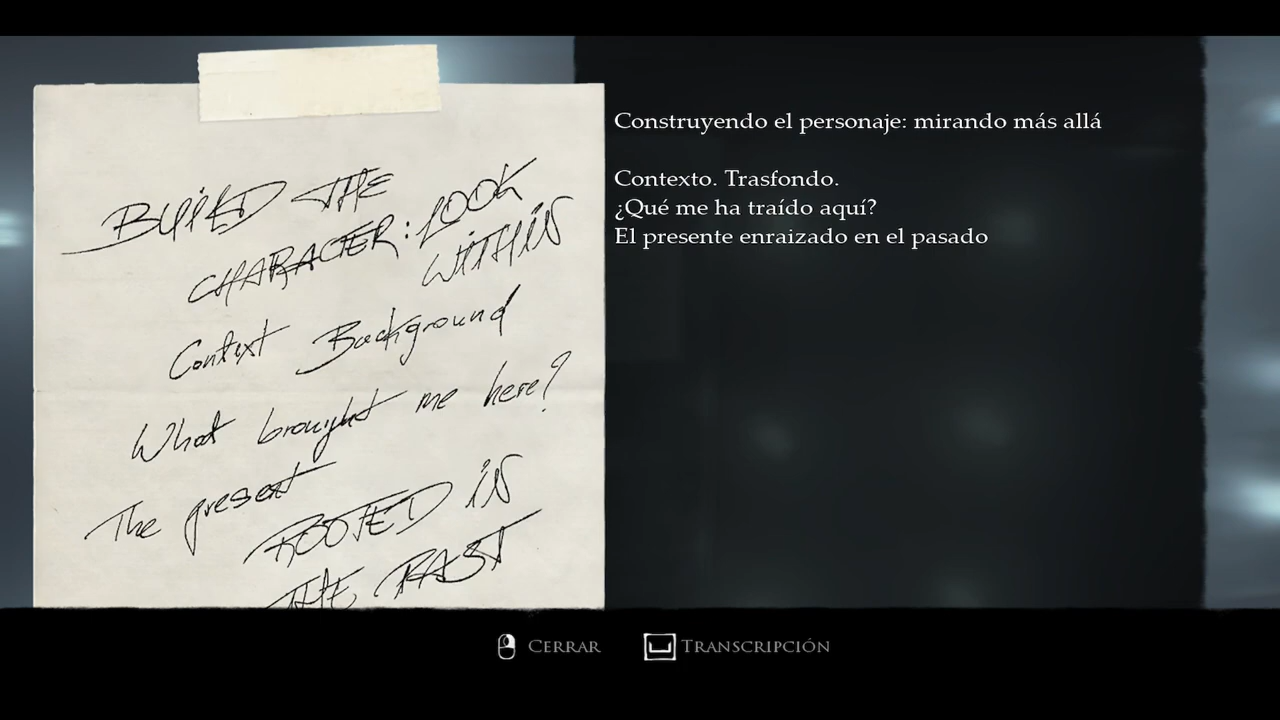 BUILD THE
CHARACTER: LOOK
WITHIN
Context Background
What brought me here?
The present
ROOTED IN
THE PAST
Construyendo el personaje: mirando más allá
Contexto. Trasfondo.
¿Qué me ha traído aquí?
El presente enraizado en el pasado
CERRAR
TRANSCRIPCIÓN